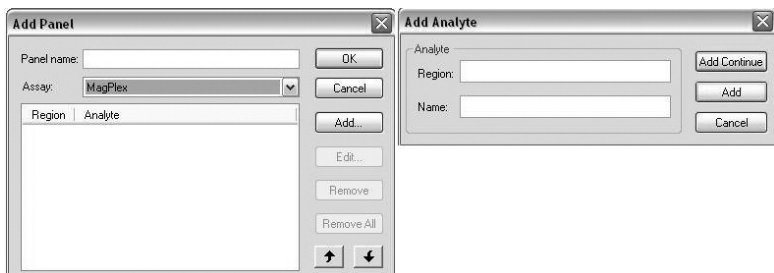 Add Panel
Panel name:
OK
Assay:
MagPlex
Cancel
Region
Analyte
Add...
Edit...
Remove
Remove All
Add Analyte
Analyte
Region:
Add Continue
Name:
Add
Cancel